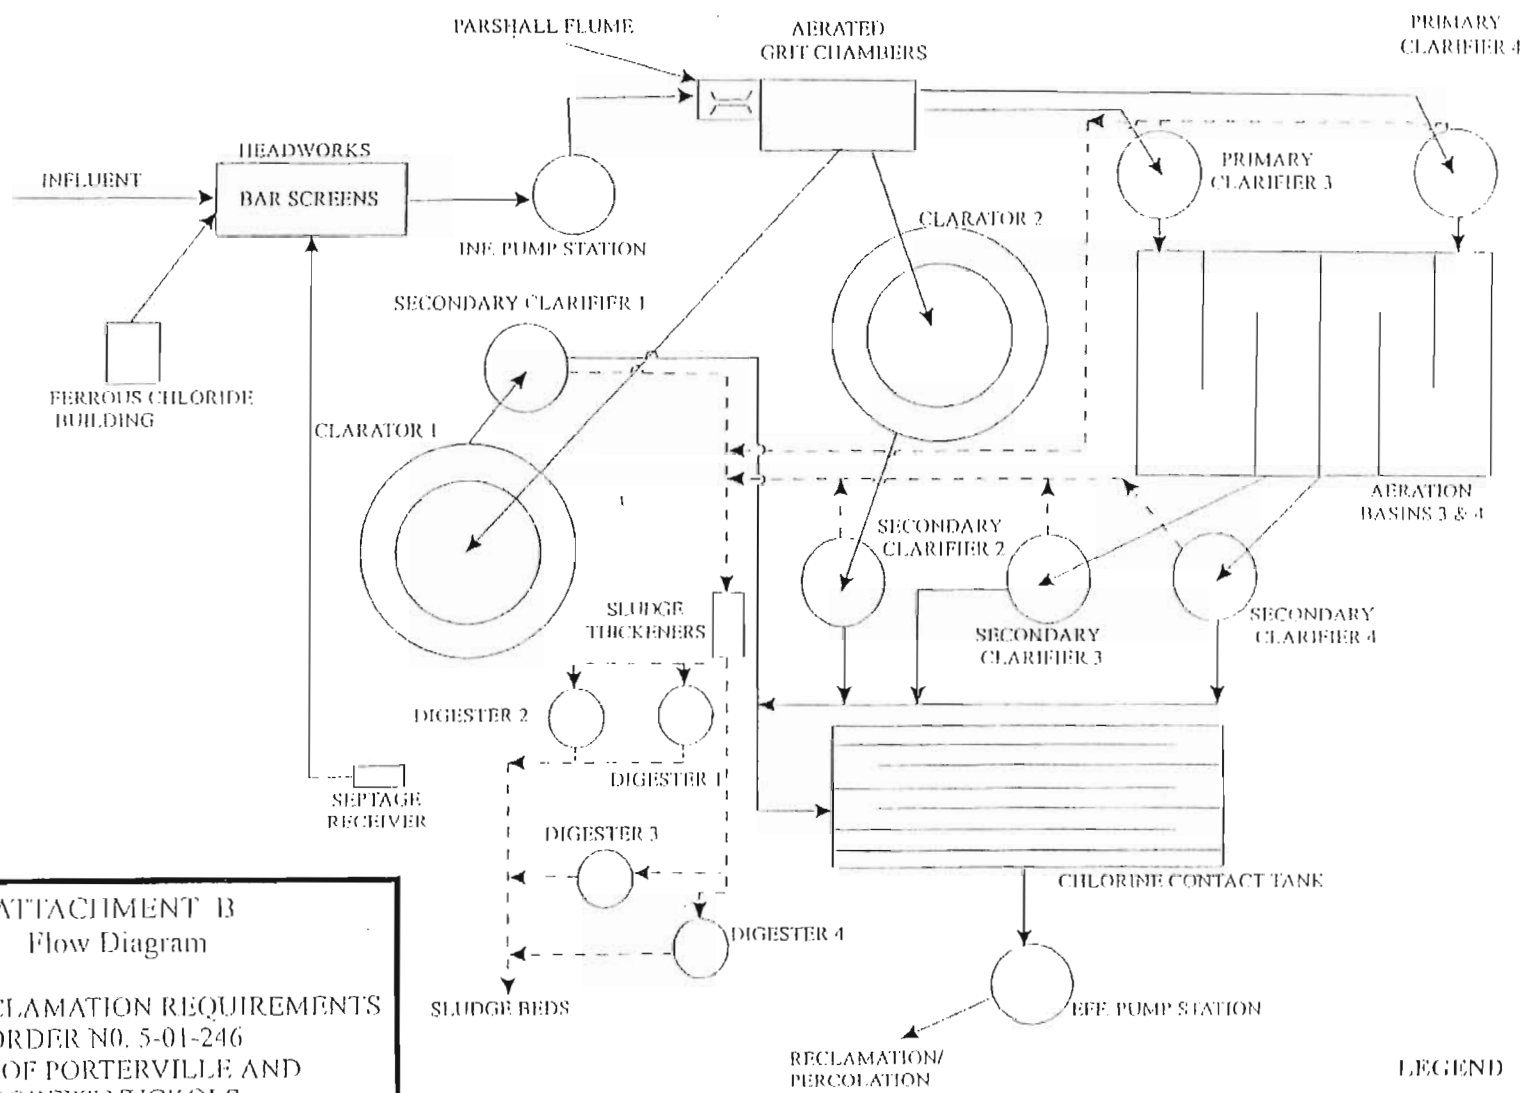 PARSHALL FLUME
AERATED
GRIT CHAMBERS
PRIMARY
CLARIFIER 4
HEADWORKS
INFLUENT
BAR SCREENS
INF. PUMP STATION
CLARATOR 2
PRIMARY
CLARIFIER 3
SECONDARY CLARIFIER 1
FERROUS CHLORIDE
BUILDING
CLARATOR 1
AERATION
BASINS 3 & 4
SECONDARY
CLARIFIER 2
SLUDGE
THICKENERS
SECONDARY
CLARIFIER 3
SECONDARY
CLARIFIER 4
DIGESTER 2
DIGESTER 1
SEPTAGE
RECEIVER
DIGESTER 3
CHLORINE CONTACT TANK
DIGESTER 4
SLUDGE BEDS
EFF. PUMP STATION
RECLAMATION/
PERCOLATION
LEGEND
ATTACHMENT B
Flow Diagram
CLAMATION REQUIREMENTS
ORDER NO. 5-01-246
OF PORTERVILLE AND